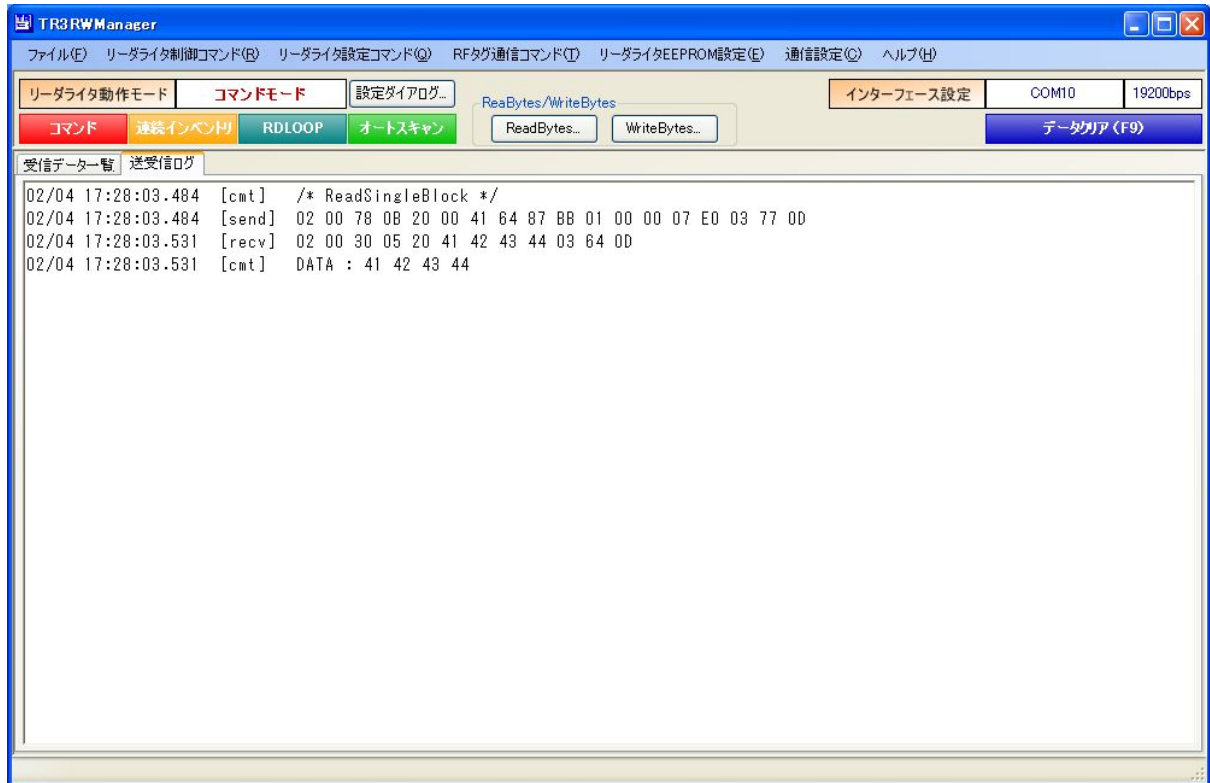 TR3RWManager
ファイル(F) リーダライタ制御コマンド(R) リーダライタ設定コマンド(Q) RFタグ通信コマンド(T) リーダライタEEPROM設定(E) 通信設定(C) ヘルプ(H)
リーダライタ動作モード コマンドモード 設定ダイアログ... ReaBytes/WriteBytes インターフェース設定 COM10 19200bps
コマンド 連続インベントリ RDLOOP オートスキャン ReadBytes... WriteBytes... データクリア(F9)
受信データ一覧 送受信ログ
02/04 17:28:03.484 [cmt] /* ReadSingleBlock */
02/04 17:28:03.484 [send] 02 00 78 0B 20 00 41 64 87 BB 01 00 00 07 E0 03 77 0D
02/04 17:28:03.531 [recv] 02 00 30 05 20 41 42 43 44 03 64 0D
02/04 17:28:03.531 [cmt] DATA : 41 42 43 44